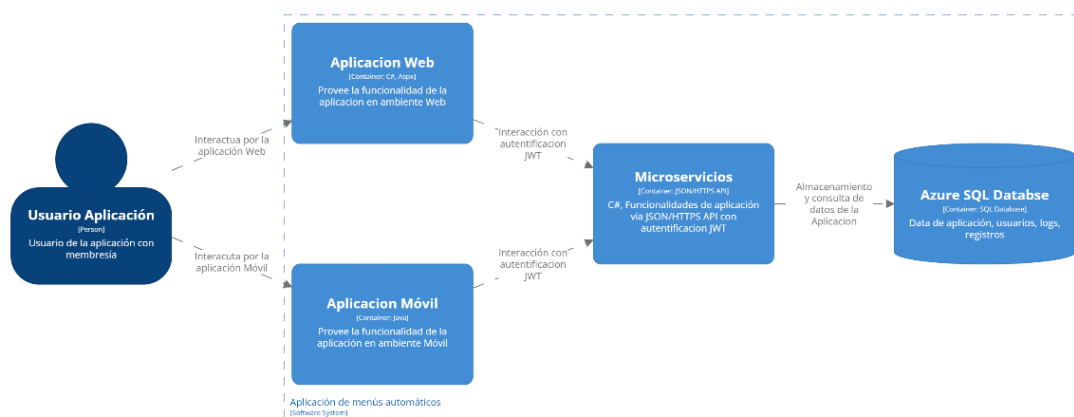 Aplicacion Web
[Container: C#, Aspx]
Provee la funcionalidad de la
aplicacion en ambiente Web
Interactua por la
aplicación Web
Interacción con
autentificacion
JWT
Usuario Aplicación
[Person]
Usuario de la aplicación con
membresía
Microservicios
[Container: JSON/HTTPS API]
C#, Funcionalidades de aplicación
via JSON/HTTPS API con
autentificacion JWT
Almacenamiento
y consulta de
datos de la
Aplicacion
Azure SQL Databse
[Container: SQL Database]
Data de aplicación, usuarios, logs,
registros
Interacuta por la
aplicación Móvil
Interacción con
autentificacion
JWT
Aplicacion Móvil
[Container: Java]
Provee la funcionalidad de la
aplicación en ambiente Móvil
Aplicación de menús automáticos
[Software System]